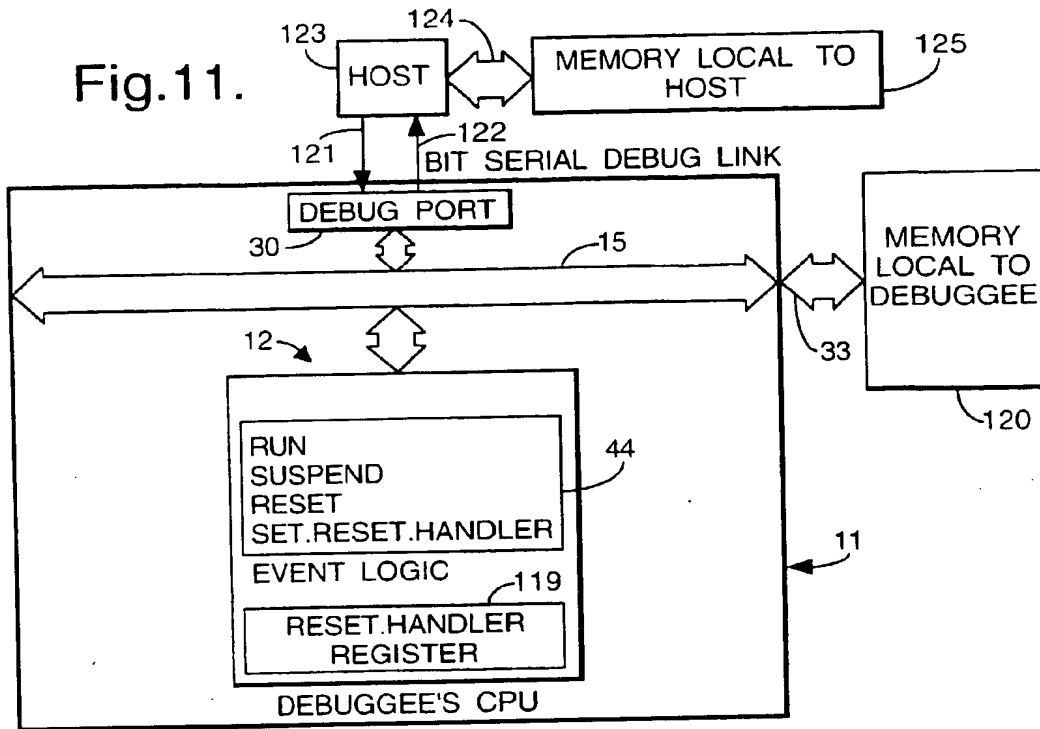 Fig.11.
123
HOST
124
MEMORY LOCAL TO
HOST
125
121
122
BIT SERIAL DEBUG LINK
DEBUG PORT
30
15
MEMORY
LOCAL TO
DEBUGGEE
33
120
12
RUN
SUSPEND
RESET
SET.RESET.HANDLER
44
EVENT LOGIC
119
RESET.HANDLER
REGISTER
11
DEBUGGEE'S CPU